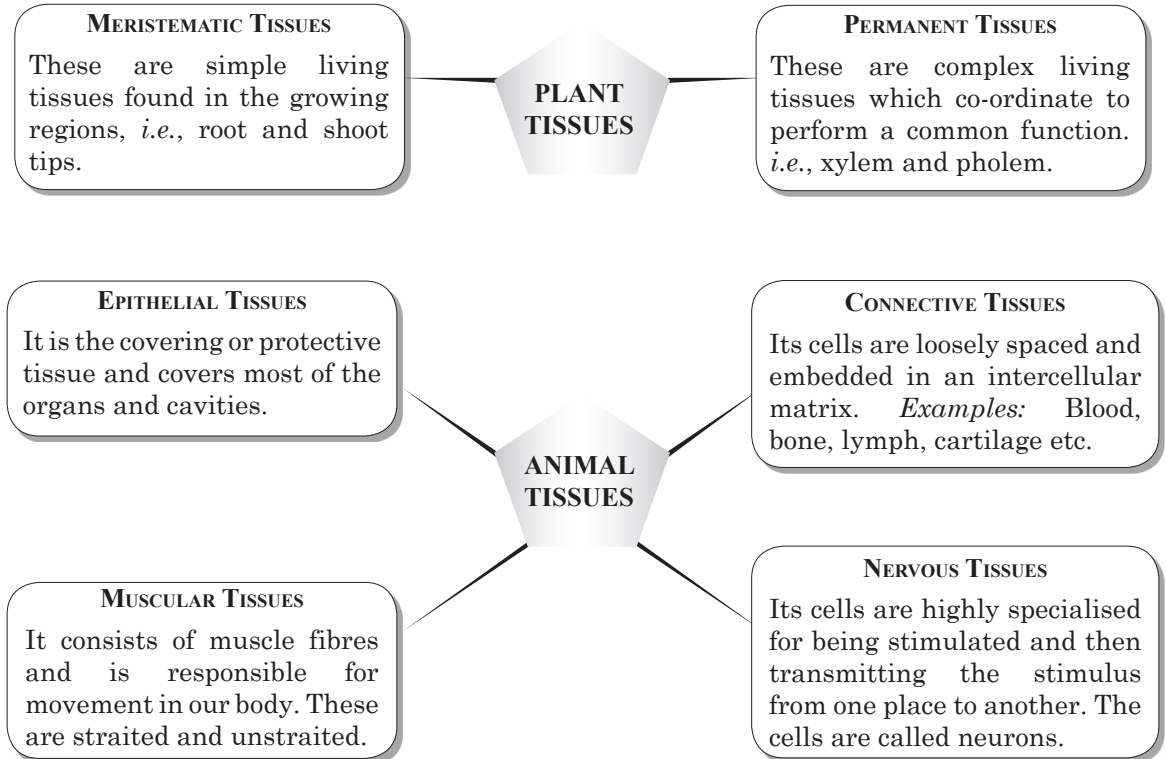 MERISTEMATIC TISSUES
These are simple living
tissues found in the growing
regions, i.e., root and shoot
tips.
PLANT
TISSUES
PERMANENT TISSUES
These are complex living
tissues which co-ordinate to
perform a common function.
i.e., xylem and pholem.
EPITHELIAL TISSUES
It is the covering or protective
tissue and covers most of the
organs and cavities.
CONNECTIVE TISSUES
Its cells are loosely spaced and
embedded in an intercellular
matrix. Examples: Blood,
bone, lymph, cartilage etc.
ANIMAL
TISSUES
MUSCULAR TISSUES
It consists of muscle fibres
and is responsible for
movement in our body. These
are straited and unstraited.
NERVOUS TISSUES
Its cells are highly specialised
for being stimulated and then
transmitting the stimulus
from one place to another. The
cells are called neurons.